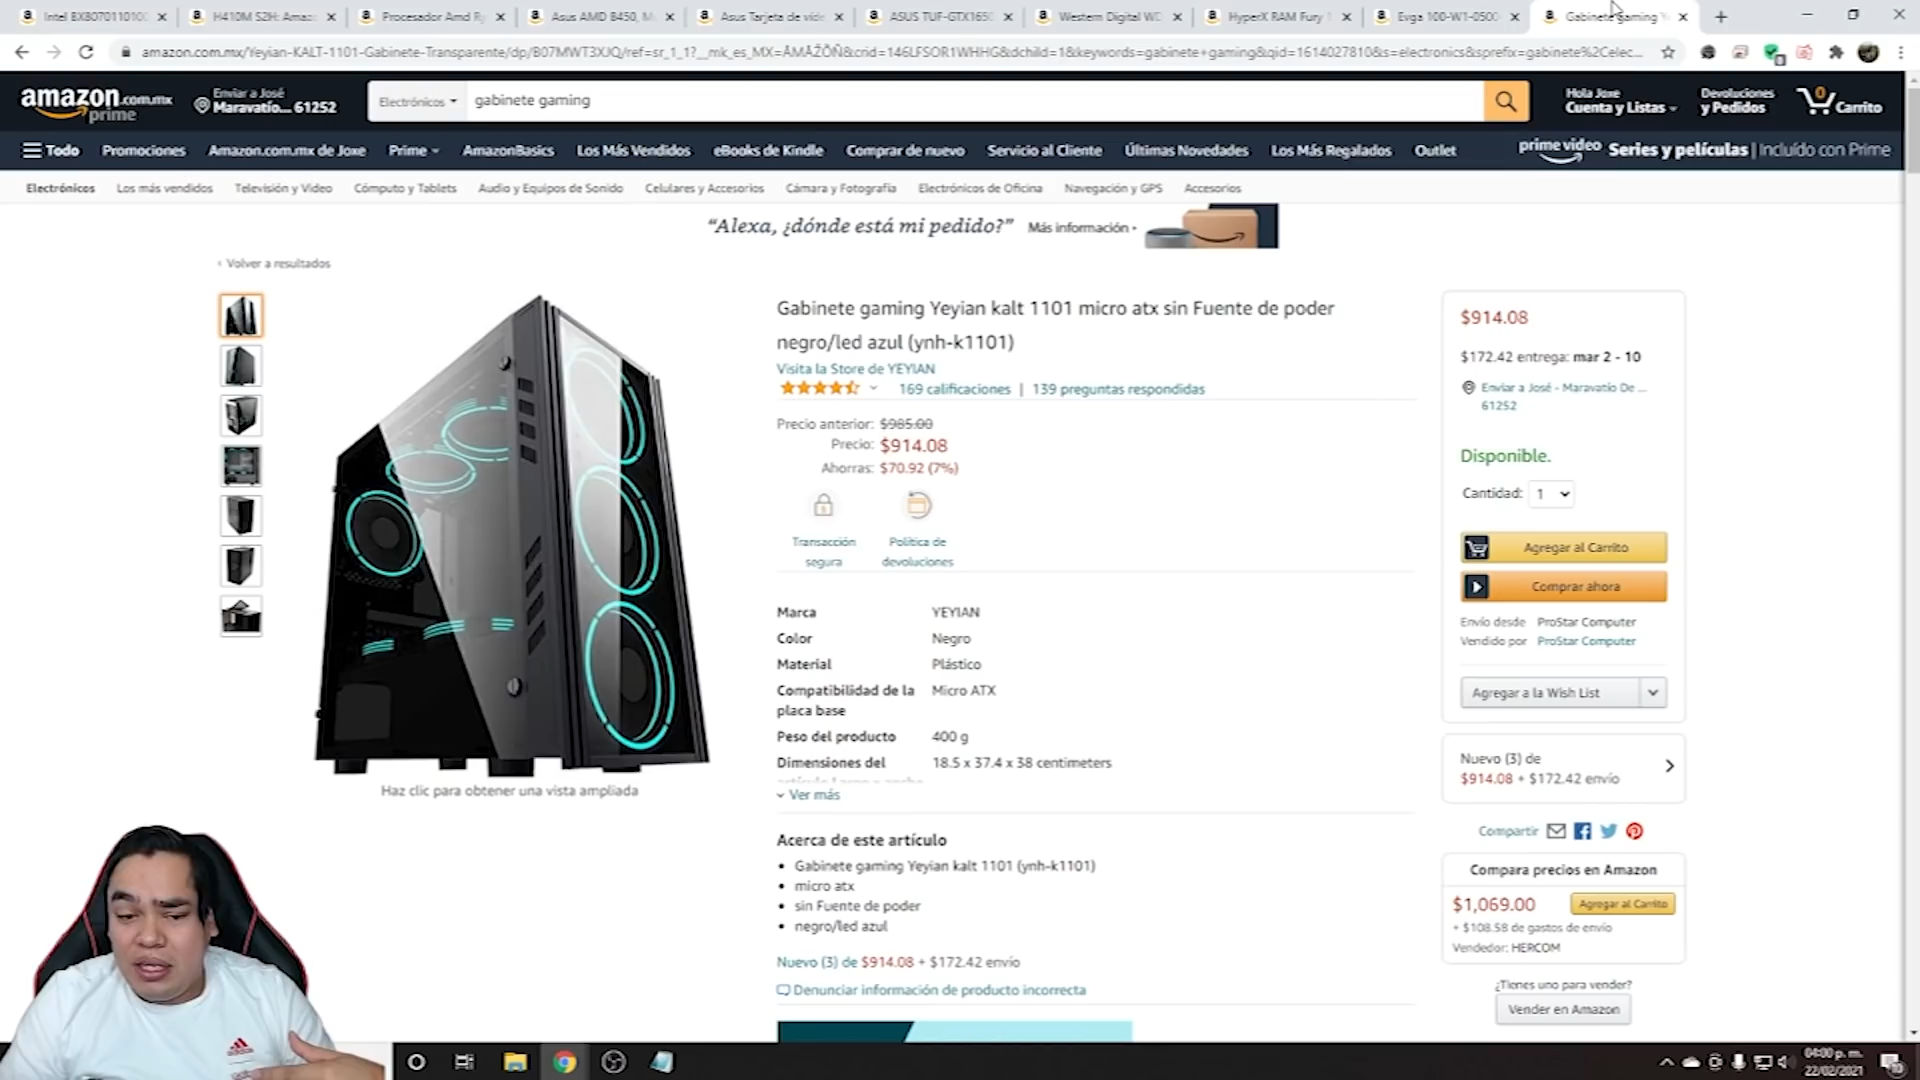 Intel BX8070110100
H410M S2H: Amaz
Procesador Amd Ry
Asus AMD B450, M
Asus Tarjeta de vide
ASUS TUF-GTX1650
Western Digital WD
HyperX RAM Fury 1
Evga 100-W1-0500
Gabinete gaming Y
amazon.com.mx/Yeyian-KALT-1101-Gabinete-Transparente/dp/B07MWT3XJQ/ref=sr_1_1?__mk_es_MX=ÅMÅŽÕÑ&crid=146LFSOR1WHHG&dchild=1&keywords=gabinete+gaming&qid=1614027810&s=electronics&sprefix=gabinete%2Celec...
amazon.com.mx
prime
Enviar a José
Maravatío... 61252
Electrónicos
gabinete gaming
Hola Joxe
Cuenta y Listas
Devoluciones
y Pedidos
0
Carrito
Todo
Promociones
Amazon.com.mx de Joxe
Prime
AmazonBasics
Los Más Vendidos
eBooks de Kindle
Comprar de nuevo
Servicio al Cliente
Últimas Novedades
Los Más Regalados
Outlet
prime video Series y películas | Incluído con Prime
Electrónicos
Los más vendidos
Televisión y Video
Cómputo y Tablets
Audio y Equipos de Sonido
Celulares y Accesorios
Cámara y Fotografía
Electrónicos de Oficina
Navegación y GPS
Accesorios
“Alexa, ¿dónde está mi pedido?” Más información
‹ Volver a resultados
Haz clic para obtener una vista ampliada
Gabinete gaming Yeyian kalt 1101 micro atx sin Fuente de poder
negro/led azul (ynh-k1101)
Visita la Store de YEYIAN
169 calificaciones | 139 preguntas respondidas
Precio anterior: $985.00
Precio: $914.08
Ahorras: $70.92 (7%)
Transacción
segura
Política de
devoluciones
Marca YEYIAN
Color Negro
Material Plástico
Compatibilidad de la Micro ATX
placa base
Peso del producto 400 g
Dimensiones del 18.5 x 37.4 x 38 centimeters
Ver más
Acerca de este artículo
• Gabinete gaming Yeyian kalt 1101 (ynh-k1101)
• micro atx
• sin Fuente de poder
• negro/led azul
Nuevo (3) de $914.08 + $172.42 envío
Denunciar información de producto incorrecta
$914.08
$172.42 entrega: mar 2 - 10
Enviar a José - Maravatío De ...
61252
Disponible.
Cantidad: 1
Agregar al Carrito
Comprar ahora
Envío desde ProStar Computer
Vendido por ProStar Computer
Agregar a la Wish List
Nuevo (3) de
$914.08 + $172.42 envío
Compartir
Compara precios en Amazon
$1,069.00 Agregar al Carrito
+ $108.58 de gastos de envío
Vendedor: HERCOM
¿Tienes uno para vender?
Vender en Amazon
adidas
04:00 p. m.
22/02/2021